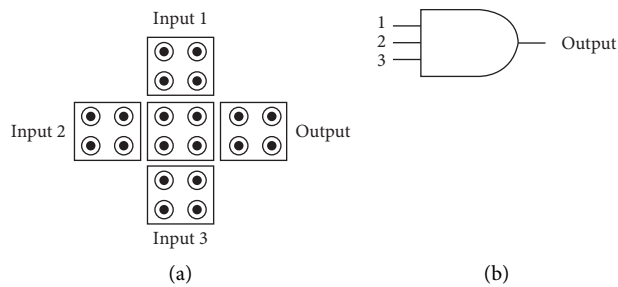 Input 1
Input 2
Output
Input 3
(a)
1
2
3
Output
(b)